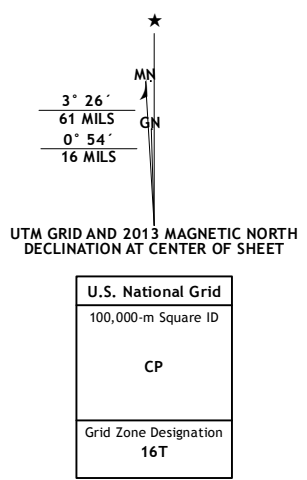 ★
MN
3° 26´
61 MILS
GN
0° 54´
16 MILS
UTM GRID AND 2013 MAGNETIC NORTH
DECLINATION AT CENTER OF SHEET
U.S. National Grid
100,000-m Square ID
CP
Grid Zone Designation
16T